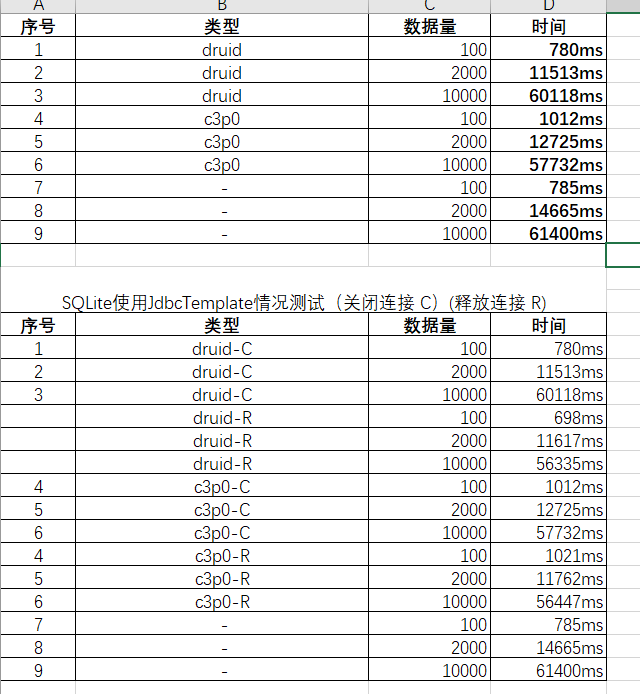 A B C D
序号 类型 数据量 时间
1 druid 100 780ms
2 druid 2000 11513ms
3 druid 10000 60118ms
4 c3p0 100 1012ms
5 c3p0 2000 12725ms
6 c3p0 10000 57732ms
7 - 100 785ms
8 - 2000 14665ms
9 - 10000 61400ms
SQLite使用JdbcTemplate情况测试（关闭连接 C）(释放连接 R)
序号 类型 数据量 时间
1 druid-C 100 780ms
2 druid-C 2000 11513ms
3 druid-C 10000 60118ms
druid-R 100 698ms
druid-R 2000 11617ms
druid-R 10000 56335ms
4 c3p0-C 100 1012ms
5 c3p0-C 2000 12725ms
6 c3p0-C 10000 57732ms
4 c3p0-R 100 1021ms
5 c3p0-R 2000 11762ms
6 c3p0-R 10000 56447ms
7 - 100 785ms
8 - 2000 14665ms
9 - 10000 61400ms